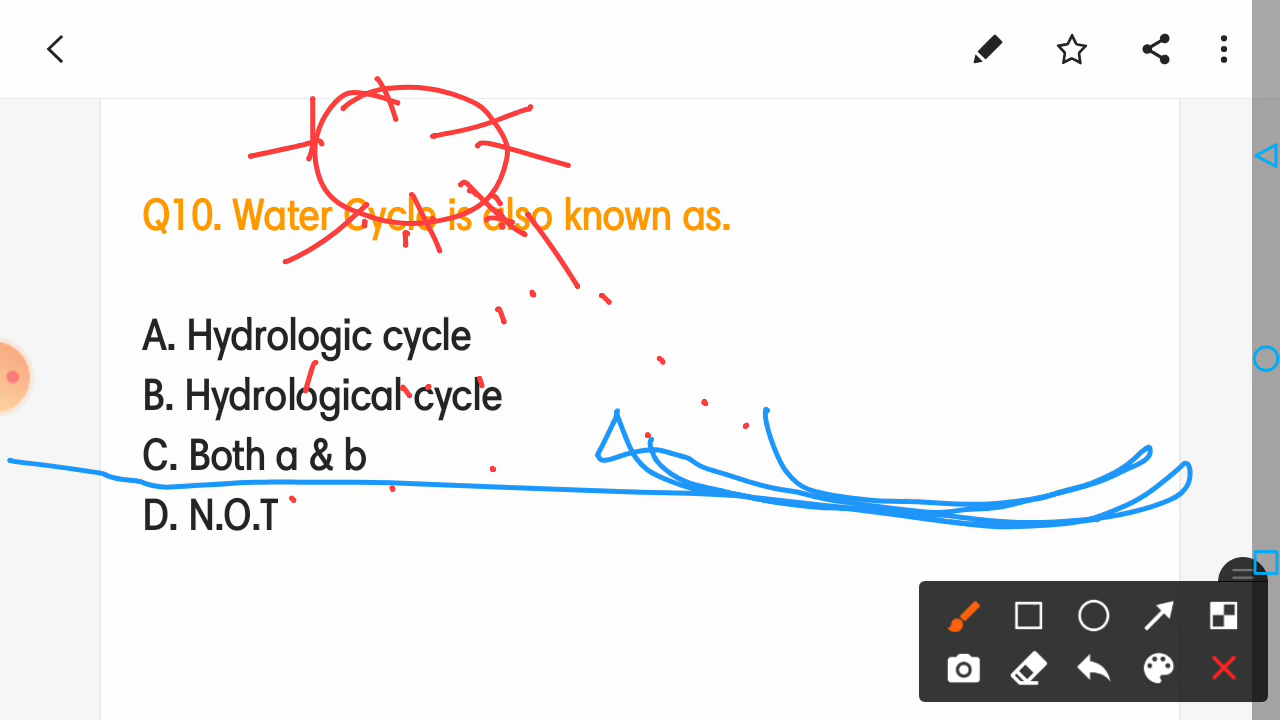 Q10. Water Cycle is also known as.
A. Hydrologic cycle
B. Hydrological cycle
C. Both a & b
D. N.O.T